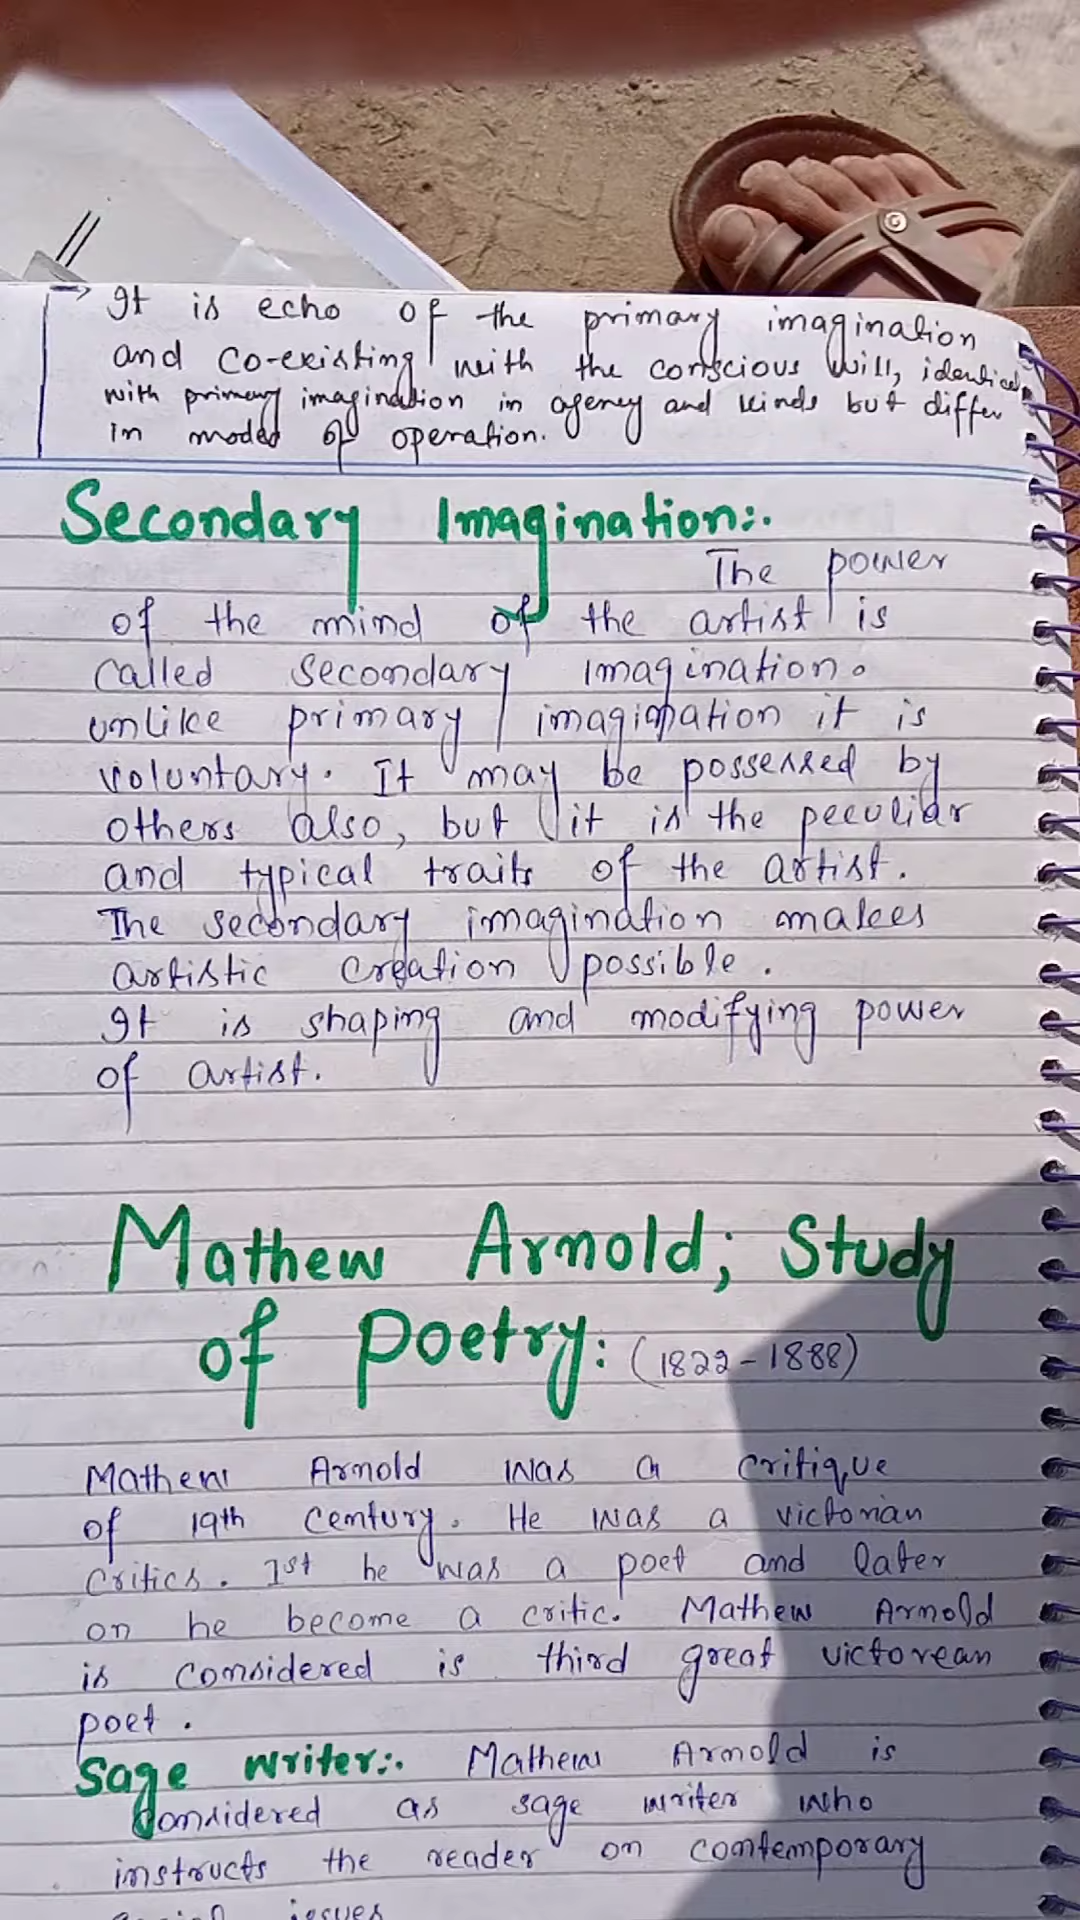 It is echo of the primary imagination
and co-existing with the conscious will, identical
with primary imagination in agency and kinds but differ
in modes of operation.
Secondary Imagination:.
The power
of the mind of the artist is
called secondary imagination.
unlike primary imagination it is
voluntary. It may be possessed by
others also, but it is the peculiar
and typical traits of the artist.
The secondary imagination makes
artistic creation possible.
It is shaping and modifying power
of artist.
Mathew Arnold; Study
of Poetry: (1822-1888)
Mathew Arnold was a critique
of 19th century. He was a victorian
critics. 1st he was a poet and later
on he become a critic. Mathew Arnold
is considered is third great victorean
poet.
Sage writer:. Mathew Arnold is
considered as sage writer who
instructs the reader on contemporary
social issues